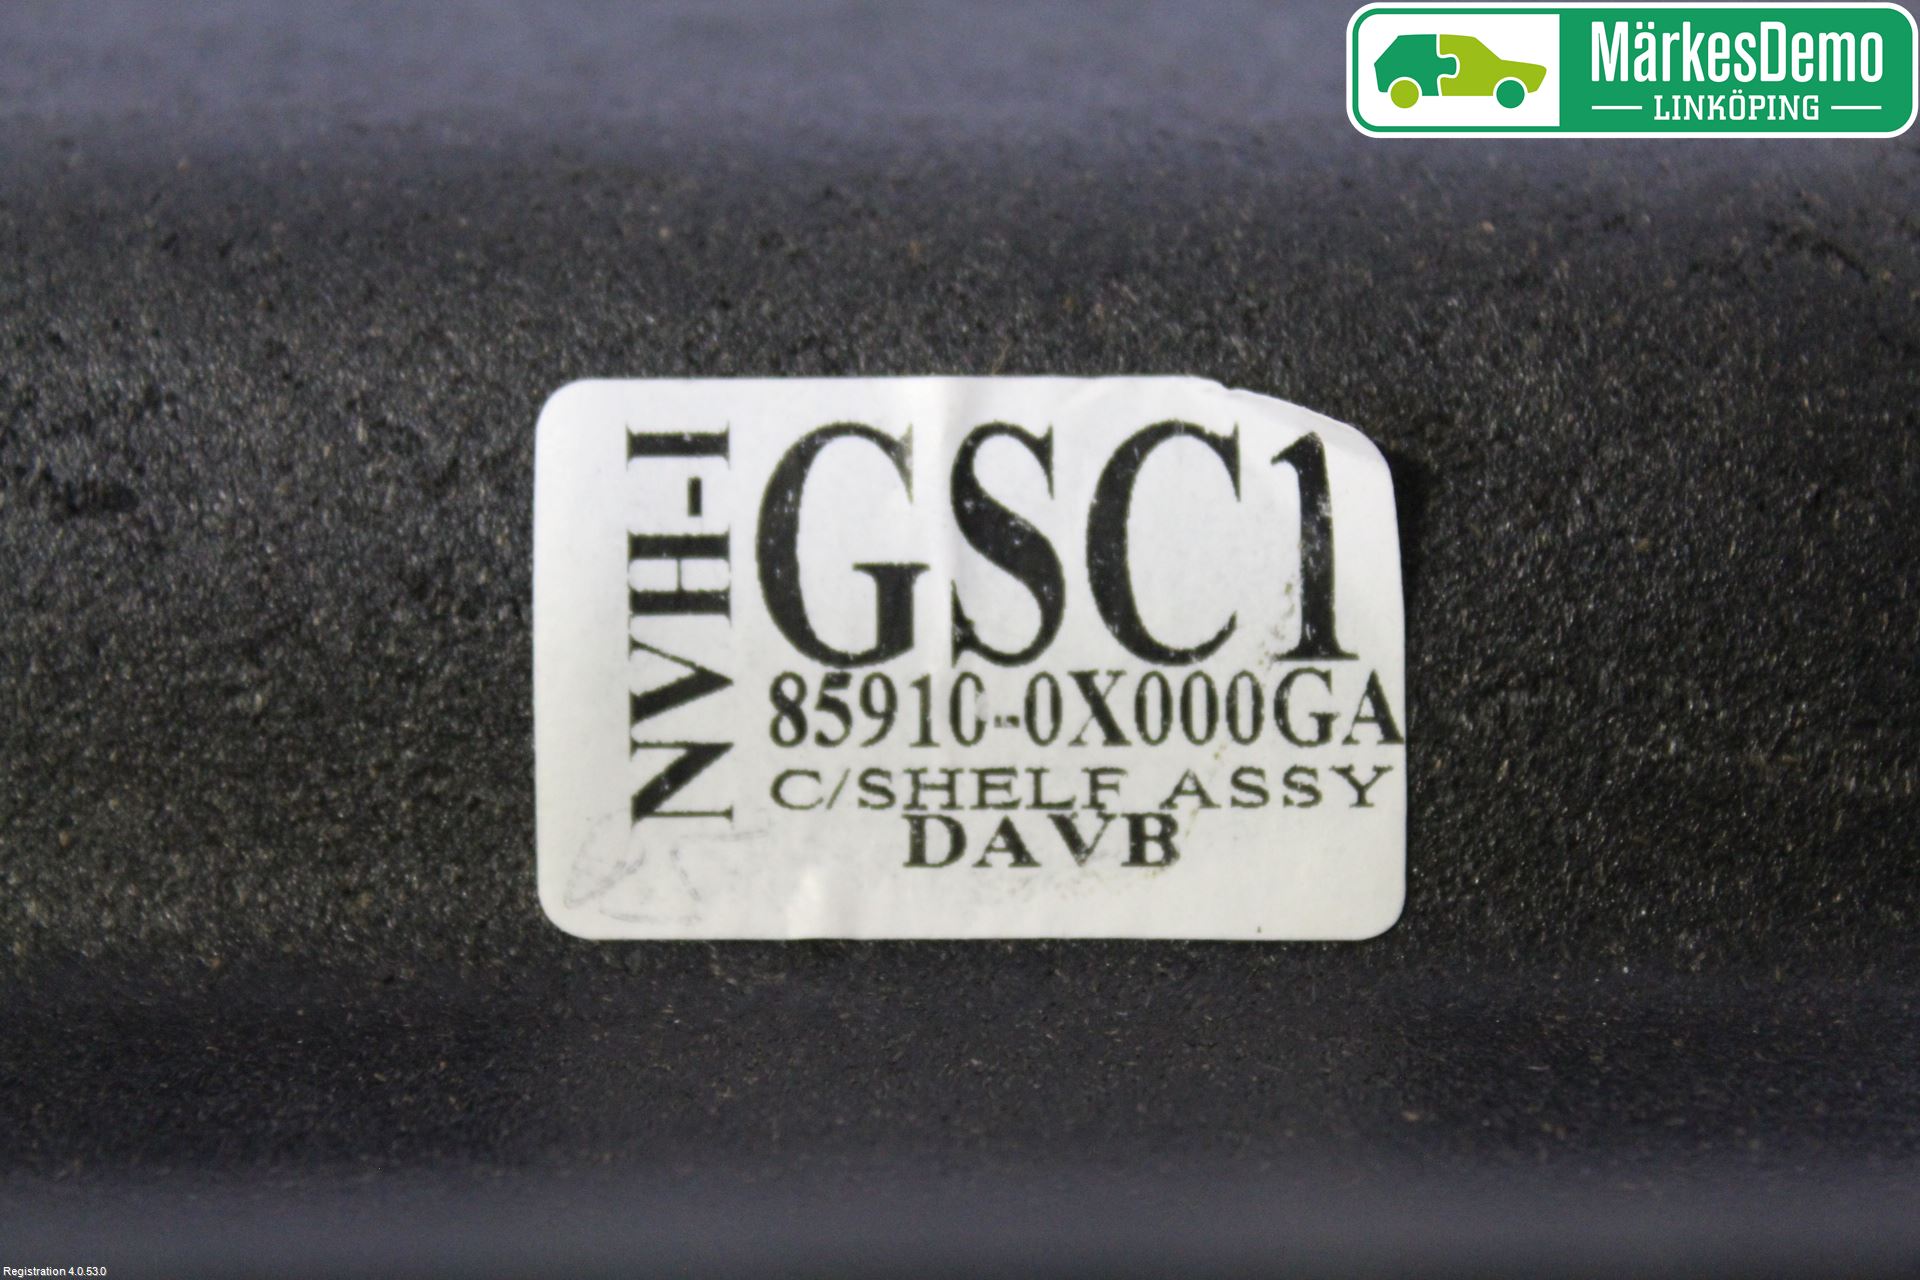 MärkesDemo
LINKÖPING
NVH-I
GSC1
85910-0X000GA
C/SHELF ASSY
DAVB
Registration 4.0.53.0